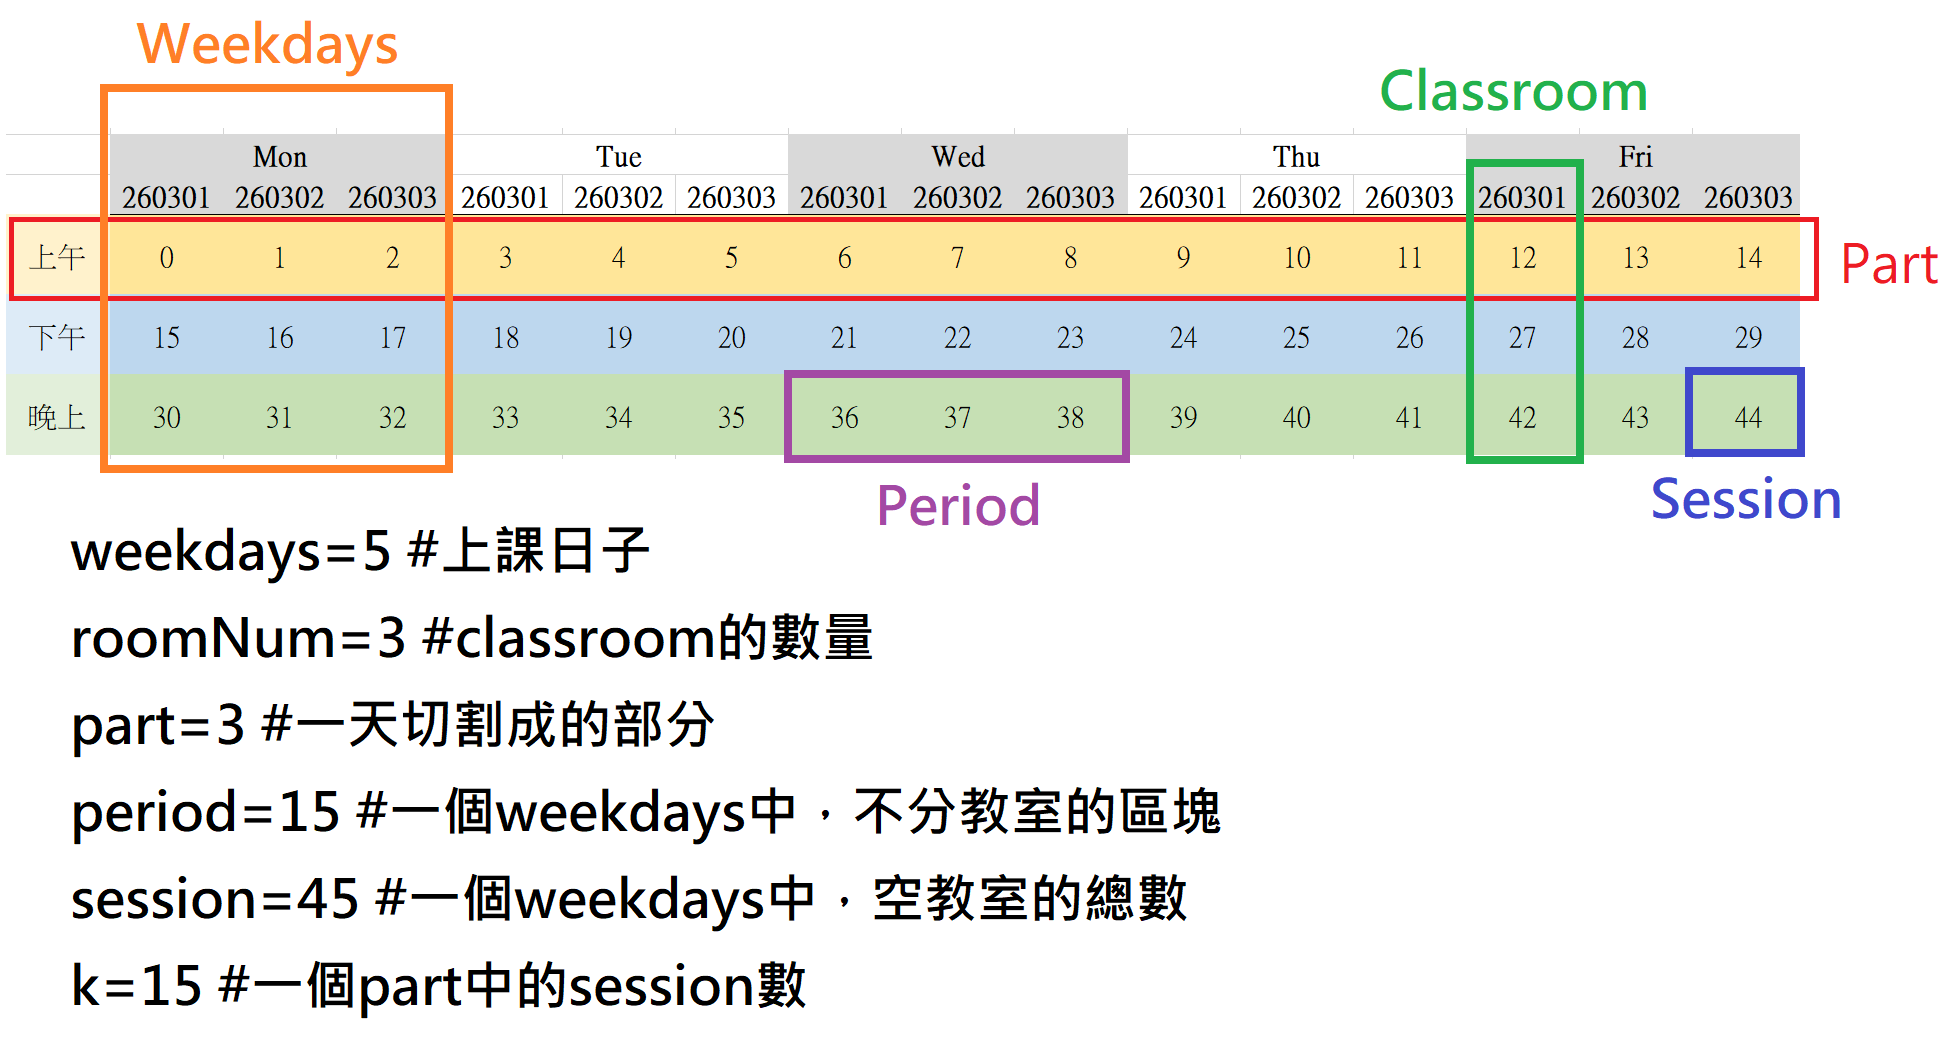 Weekdays
Classroom
Mon Tue Wed Thu Fri
260301 260302 260303 260301 260302 260303 260301 260302 260303 260301 260302 260303 260301 260302 260303
上午 0 1 2 3 4 5 6 7 8 9 10 11 12 13 14
Part
下午 15 16 17 18 19 20 21 22 23 24 25 26 27 28 29
晚上 30 31 32 33 34 35 36 37 38 39 40 41 42 43 44
Period
Session
weekdays=5 #上課日子
roomNum=3 #classroom的數量
part=3 #一天切割成的部分
period=15 #一個weekdays中，不分教室的區塊
session=45 #一個weekdays中，空教室的總數
k=15 #一個part中的session數